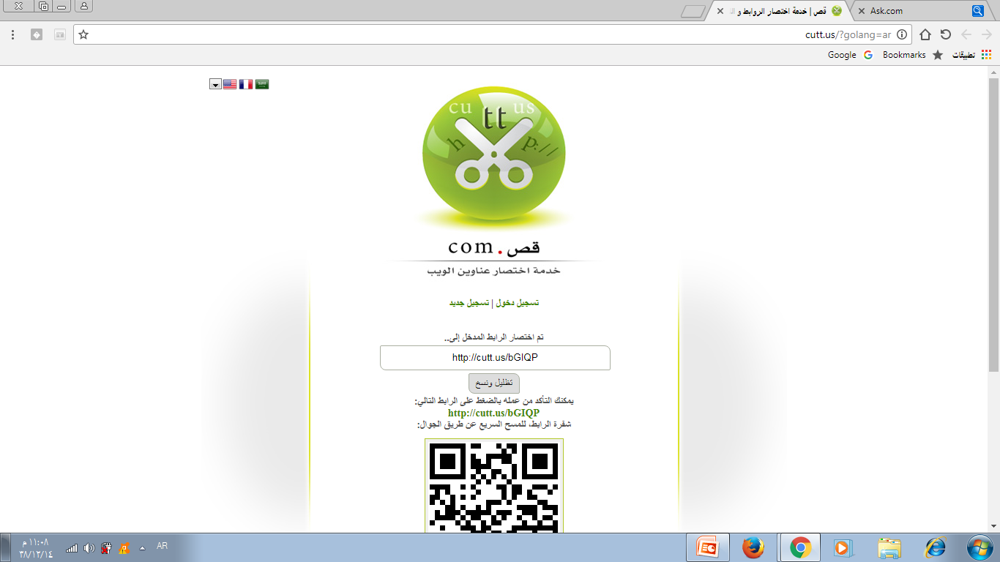 قص | خدمة اختصار الروابط و ال
Ask.com
cutt.us/?golang=ar
تطبيقات
Bookmarks
Google
cu tt us
http://
قص.com
خدمة اختصار عناوين الويب
تسجيل دخول | تسجيل جديد
تم اختصار الرابط المدخل إلى..
http://cutt.us/bGIQP
تظليل ونسخ
يمكنك التأكد من عمله بالضغط على الرابط التالي:
http://cutt.us/bGIQP
شفرة الرابط، للمسح السريع عن طريق الجوال:
AR
١١:٠٨ م
٣٨/١٢/١٤